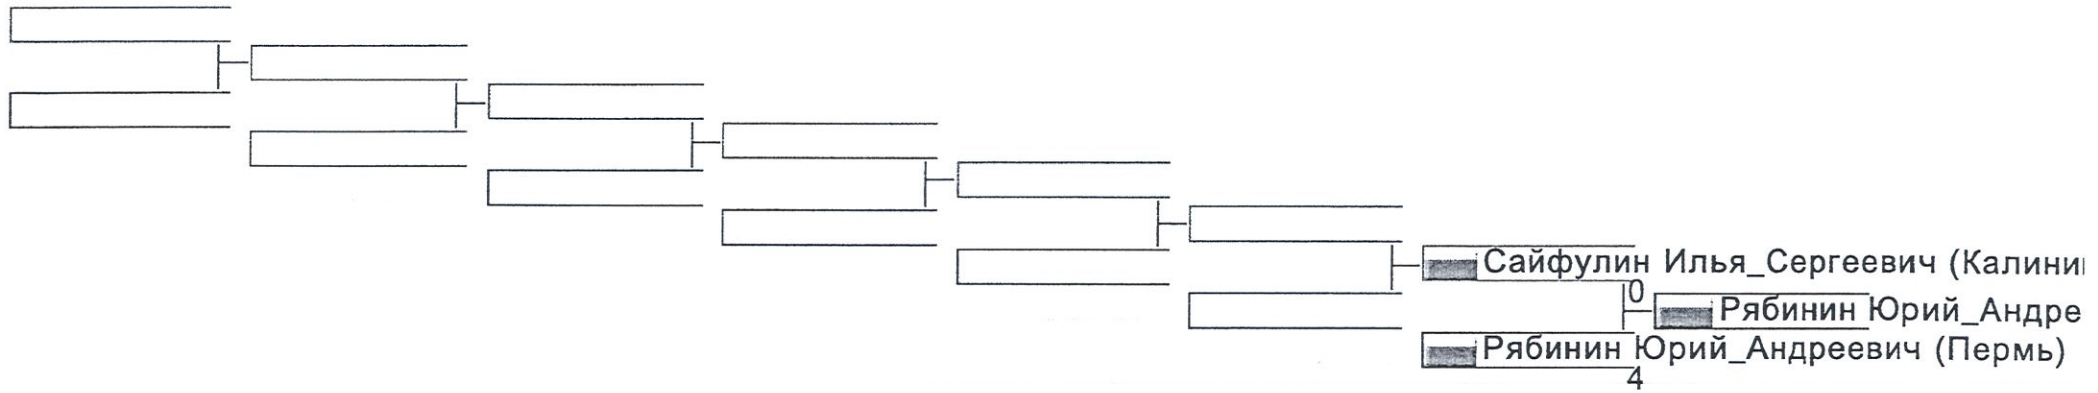 Сайфулин Илья_Сергеевич (Калини
0
Рябинин Юрий_Андре
Рябинин Юрий_Андреевич (Пермь)
4